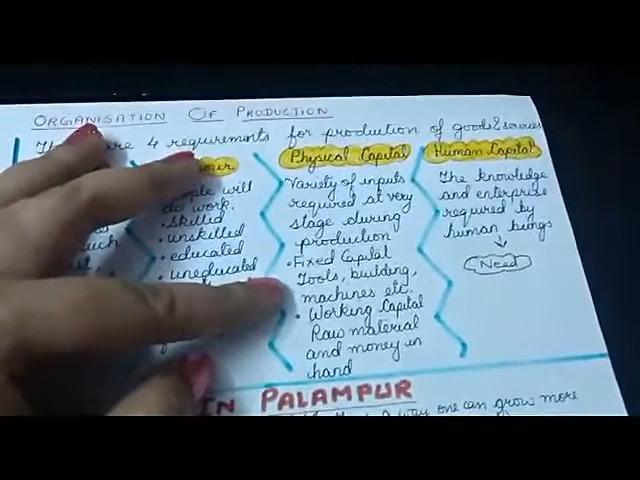 ORGANISATION OF PRODUCTION
are 4 requirements for production of goods & services
Physical Capital
Human Capital
will
do work.
• skilled
• unskilled
• educated
• uneducated
Variety of inputs
required at very
stage during
production
• Fixed Capital
Tools, building,
machines etc.
• Working Capital
Raw material
and money in
hand
The knowledge
and enterprise
required by
human beings
Need
IN PALAMPUR
way one can grow more